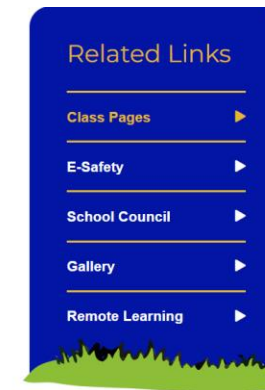 Related Links
Class Pages
E-Safety
School Council
Gallery
Remote Learning